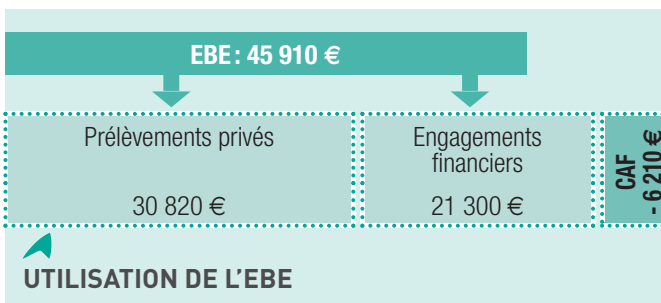 EBE : 45 910 €
Prélèvements privés
30 820 €
Engagements
financiers
21 300 €
CAF
- 6 210 €
UTILISATION DE L’EBE